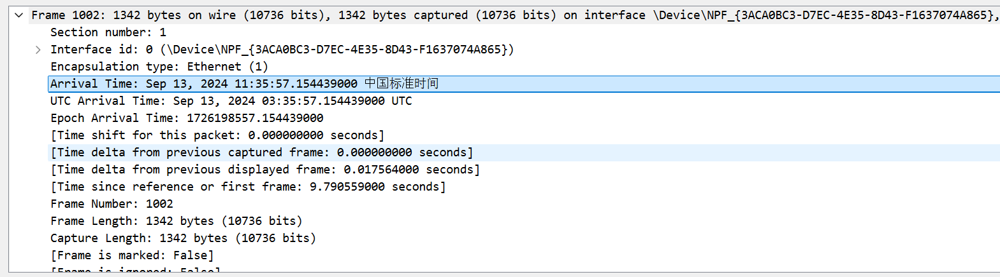 Frame 1002: 1342 bytes on wire (10736 bits), 1342 bytes captured (10736 bits) on interface \Device\NPF_{3ACA0BC3-D7EC-4E35-8D43-F1637074A865},
Section number: 1
Interface id: 0 (\Device\NPF_{3ACA0BC3-D7EC-4E35-8D43-F1637074A865})
Encapsulation type: Ethernet (1)
Arrival Time: Sep 13, 2024 11:35:57.154439000 中国标准时间
UTC Arrival Time: Sep 13, 2024 03:35:57.154439000 UTC
Epoch Arrival Time: 1726198557.154439000
[Time shift for this packet: 0.000000000 seconds]
[Time delta from previous captured frame: 0.000000000 seconds]
[Time delta from previous displayed frame: 0.017564000 seconds]
[Time since reference or first frame: 9.790559000 seconds]
Frame Number: 1002
Frame Length: 1342 bytes (10736 bits)
Capture Length: 1342 bytes (10736 bits)
[Frame is marked: False]
[Frame is ignored: False]